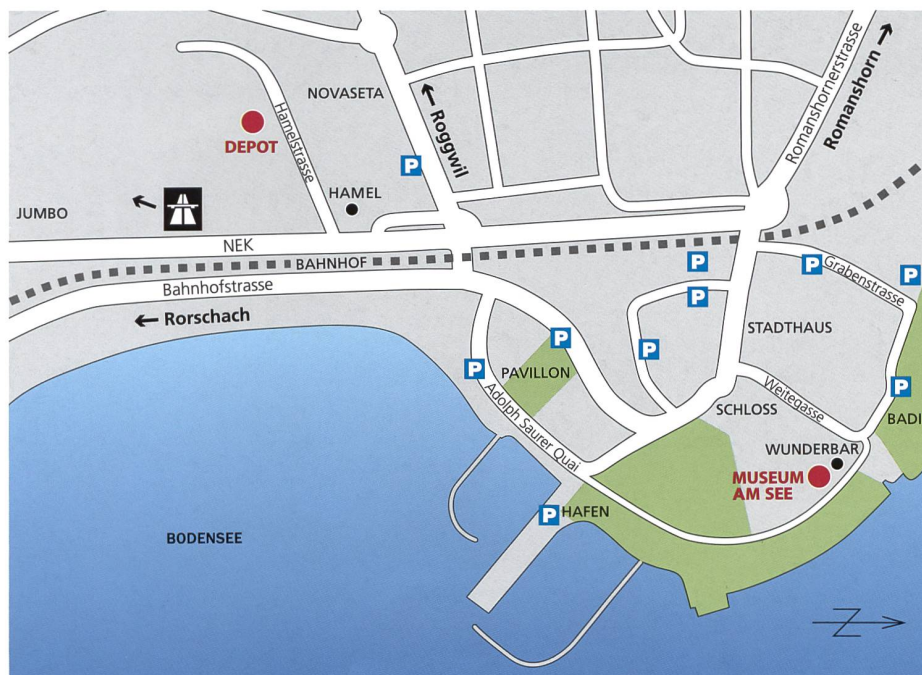 NOVASETA
Hamelstrasse
DEPOT
Roggwil
Romanshornerstrasse
Romanshorn
P
HAMEL
JUMBO
NEK
BAHNHOF
Bahnhofstrasse
Rorschach
P
P
Grabenstrasse
P
P
STADTHAUS
P
P
P
PAVILLON
P
Adolph Saurer Quai
Weitegasse
SCHLOSS
BADI
WUNDERBAR
MUSEUM
AM SEE
P
HAFEN
BODENSEE
N